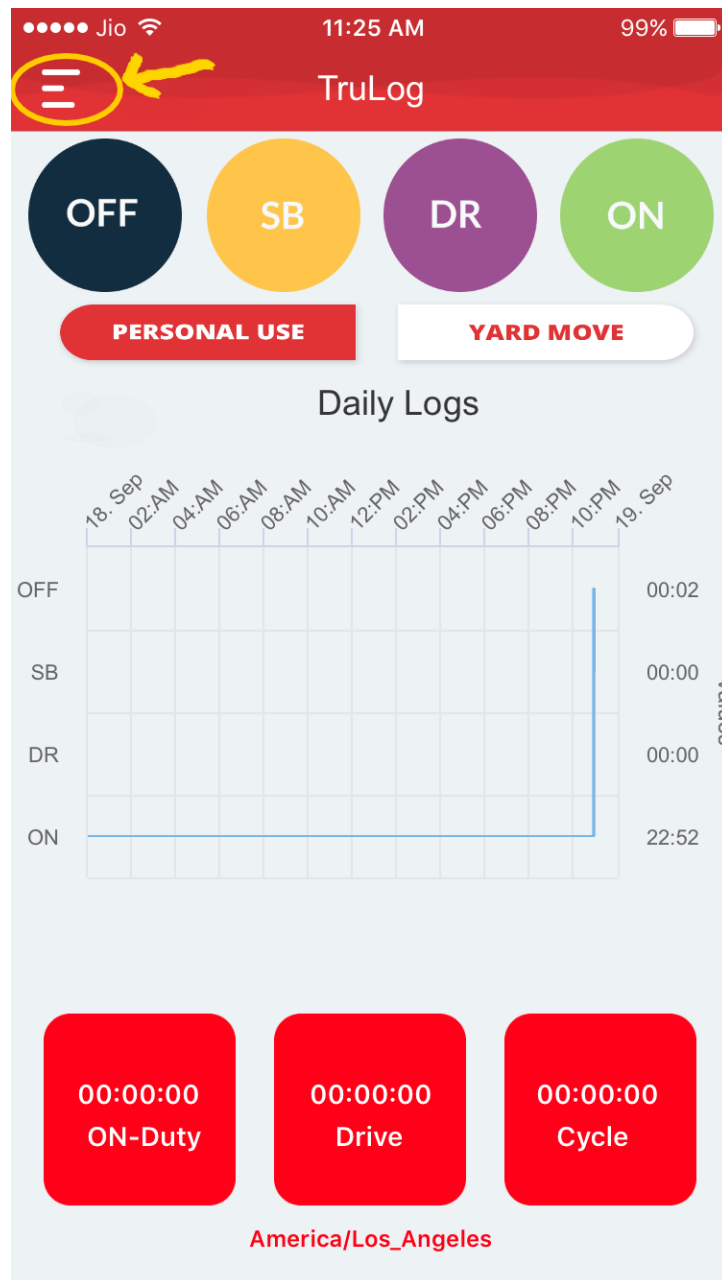 Jio 11:25 AM 99%
TruLog
OFF SB DR ON
PERSONAL USE YARD MOVE
Daily Logs
18. Sep 02:AM 04:AM 06:AM 08:AM 10:AM 12:PM 02:PM 04:PM 06:PM 08:PM 10:PM 19. Sep
OFF 00:02
SB 00:00
DR 00:00
ON 22:52
00:00:00 00:00:00 00:00:00
ON-Duty Drive Cycle
America/Los_Angeles